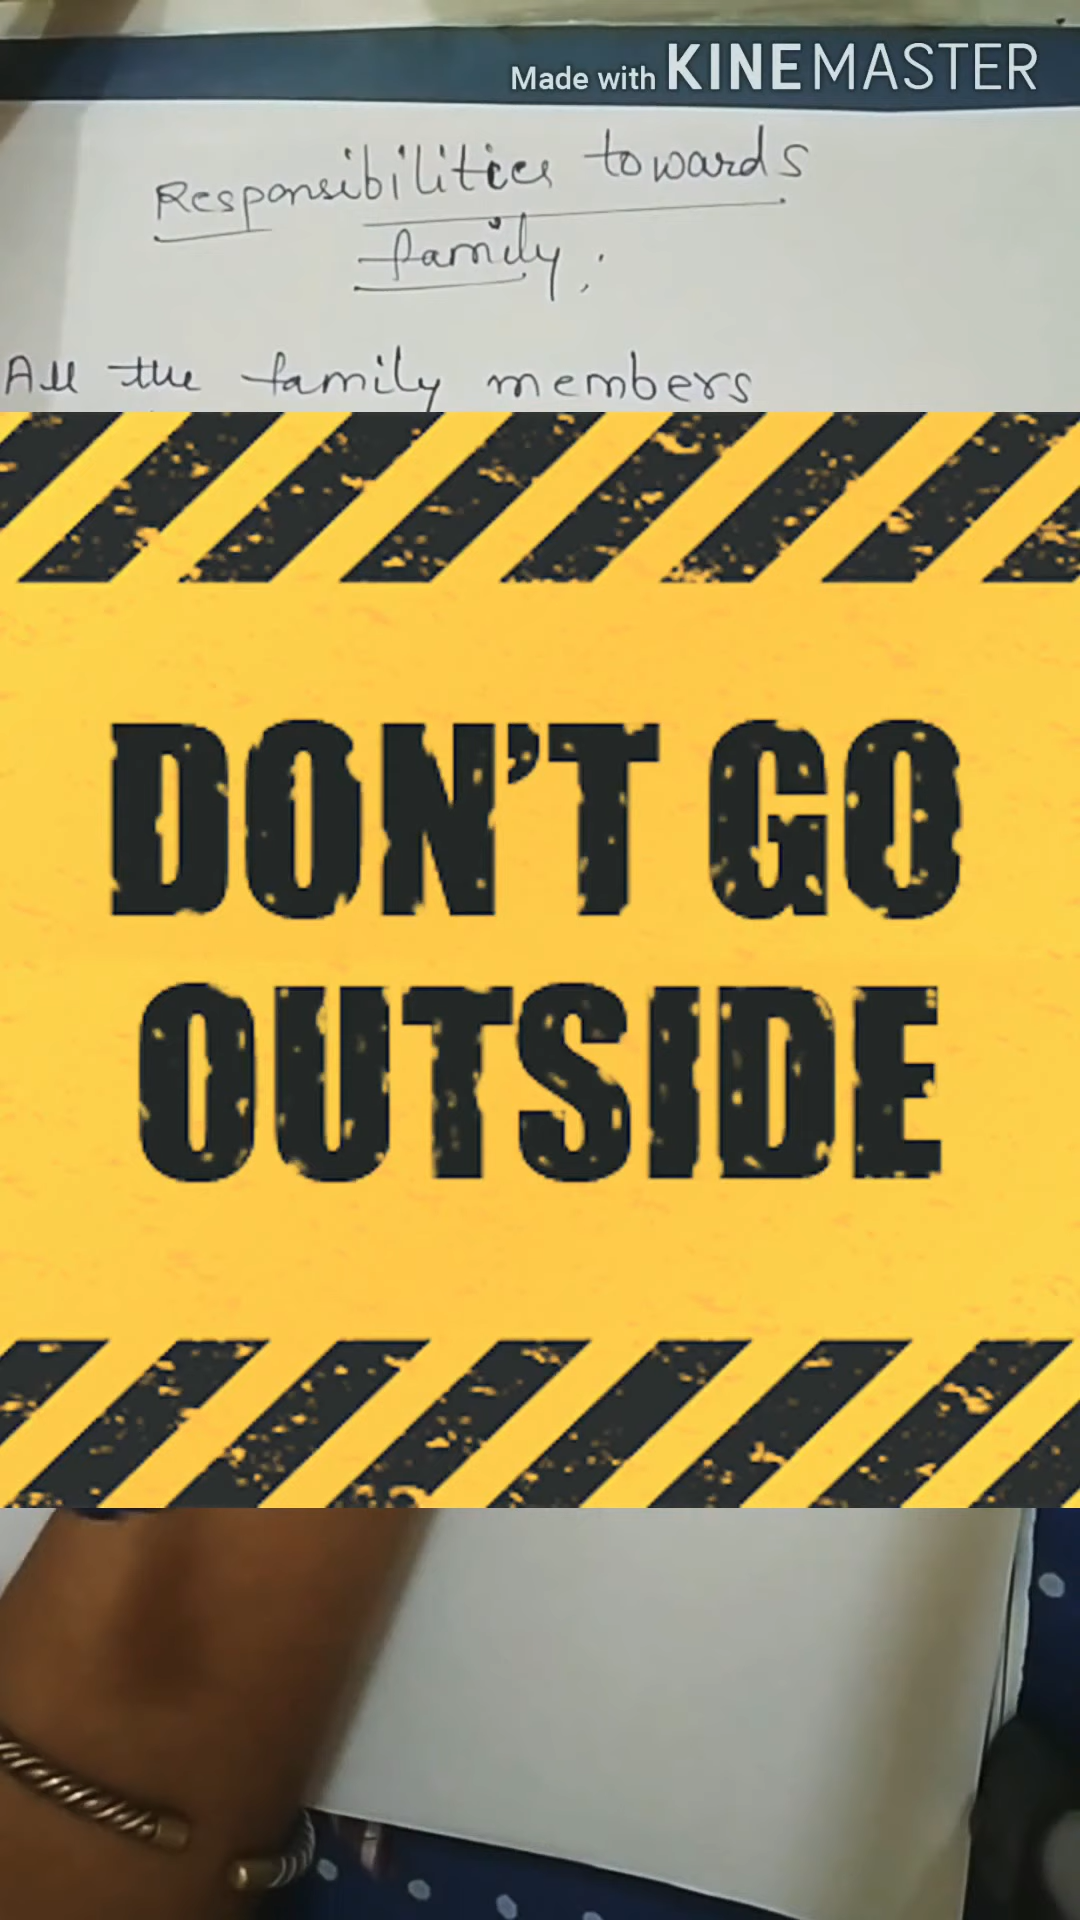 Made with KINEMASTER
Responsibilities towards
family:
All the family members
DON'T GO
OUTSIDE